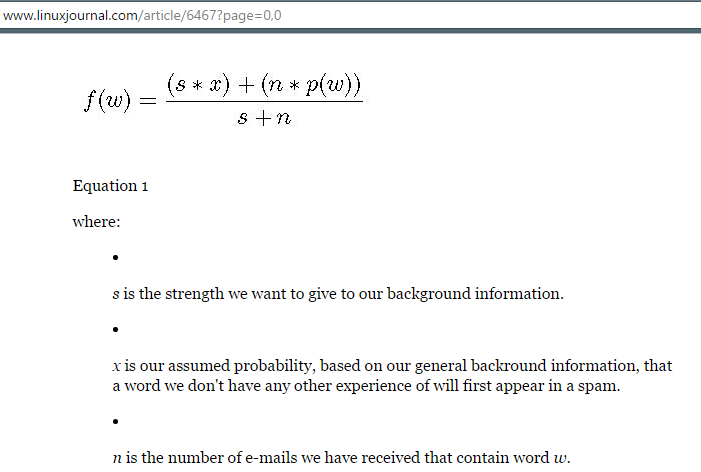 www.linuxjournal.com/article/6467?page=0,0
f(w) = \frac{(s * x) + (n * p(w))}{s + n}
Equation 1
where:
•
s is the strength we want to give to our background information.
•
x is our assumed probability, based on our general backround information, that
a word we don't have any other experience of will first appear in a spam.
•
n is the number of e-mails we have received that contain word w.